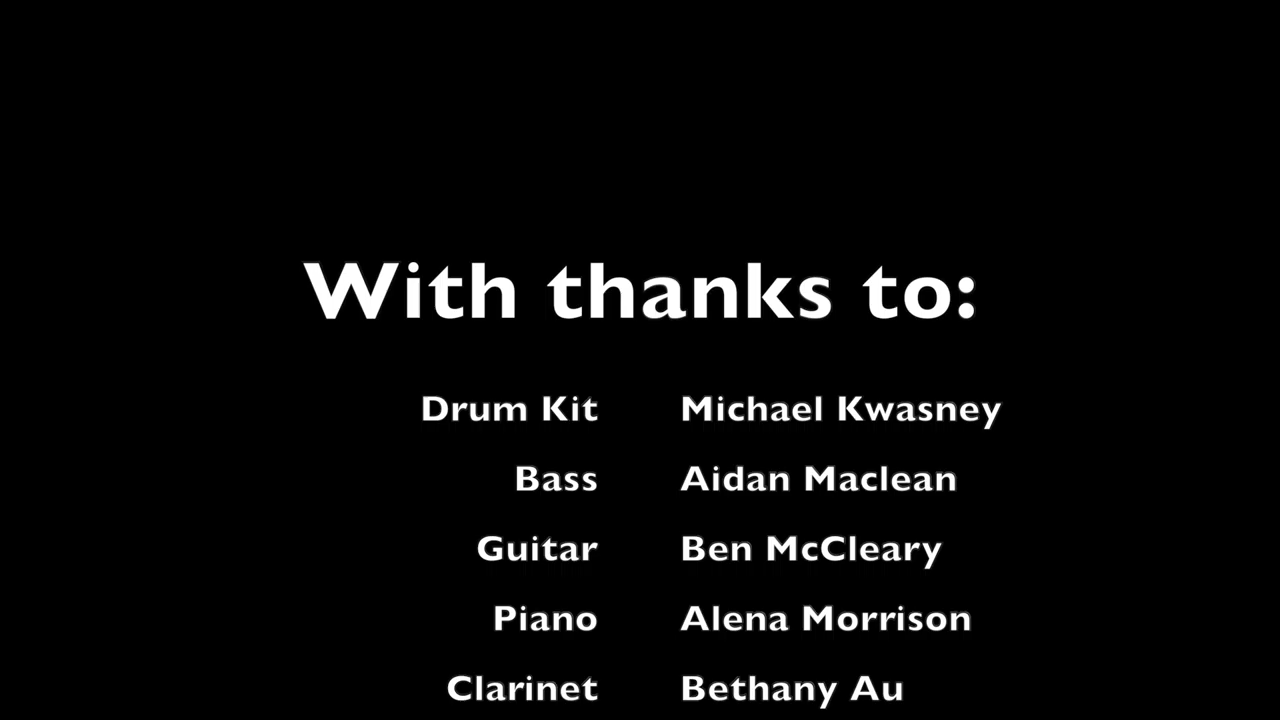 With thanks to:
Drum Kit Michael Kwasney
Bass Aidan Maclean
Guitar Ben McCleary
Piano Alena Morrison
Clarinet Bethany Au